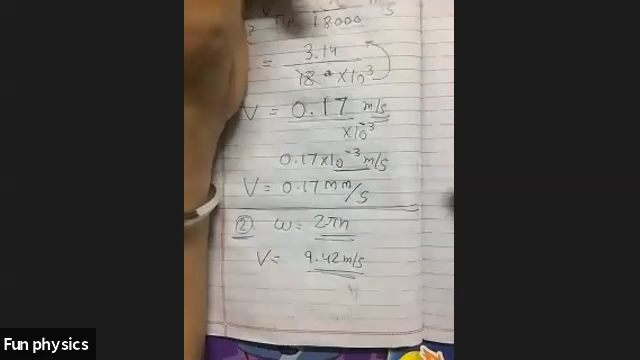 18000
= 3.14
18 × 10³
V = 0.17 m/s
×10⁻³
0.17×10⁻³ m/s
V = 0.17 mm/s
② ω = 2πn
V = 9.42 m/s
Fun physics